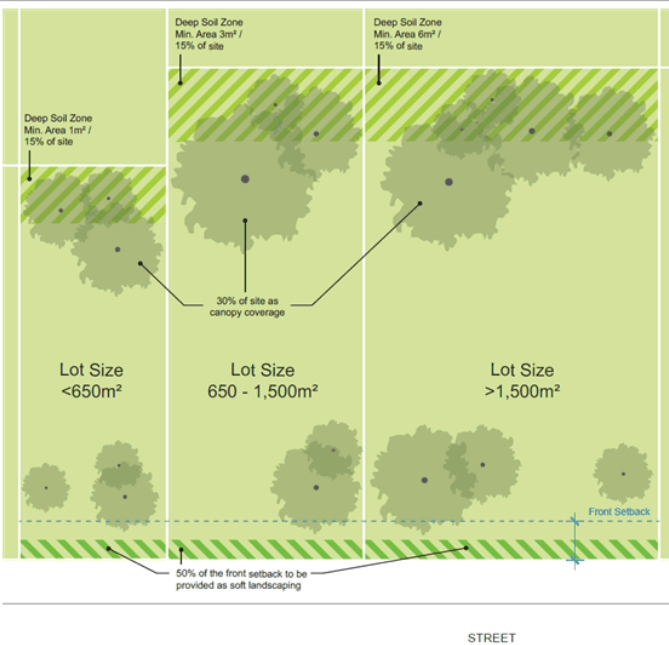 Deep Soil Zone
Min. Area 3m² /
15% of site
Deep Soil Zone
Min. Area 6m² /
15% of site
Deep Soil Zone
Min. Area 1m² /
15% of site
30% of site as
canopy coverage
Lot Size
<650m²
Lot Size
650 - 1,500m²
Lot Size
>1,500m²
Front Setback
50% of the front setback to be
provided as soft landscaping
STREET